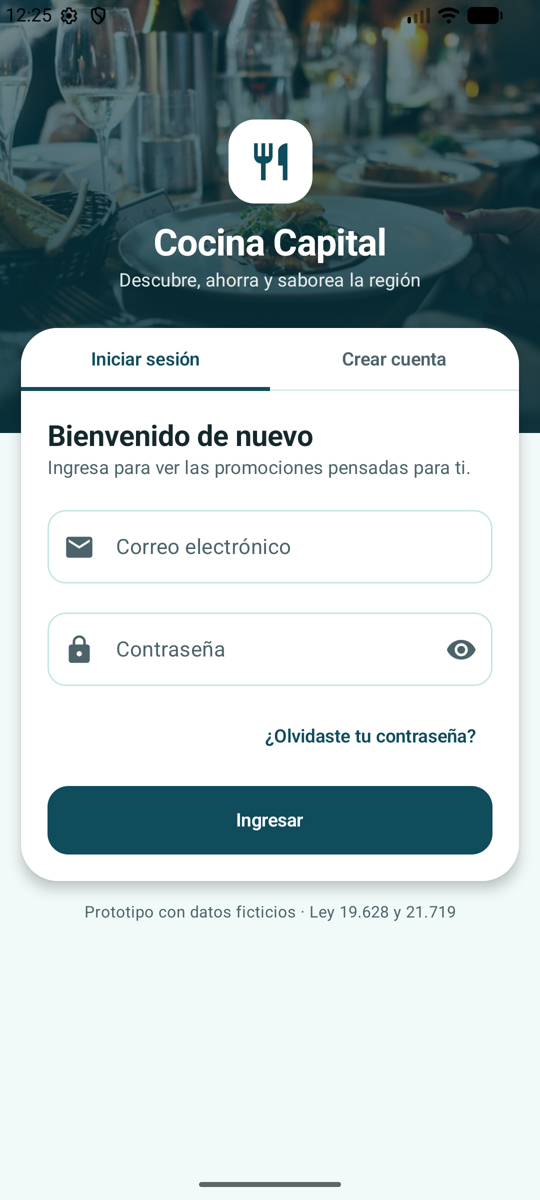 12:25
Cocina Capital
Descubre, ahorra y saborea la región
Iniciar sesión
Crear cuenta
Bienvenido de nuevo
Ingresa para ver las promociones pensadas para ti.
Correo electrónico
Contraseña
¿Olvidaste tu contraseña?
Ingresar
Prototipo con datos ficticios · Ley 19.628 y 21.719